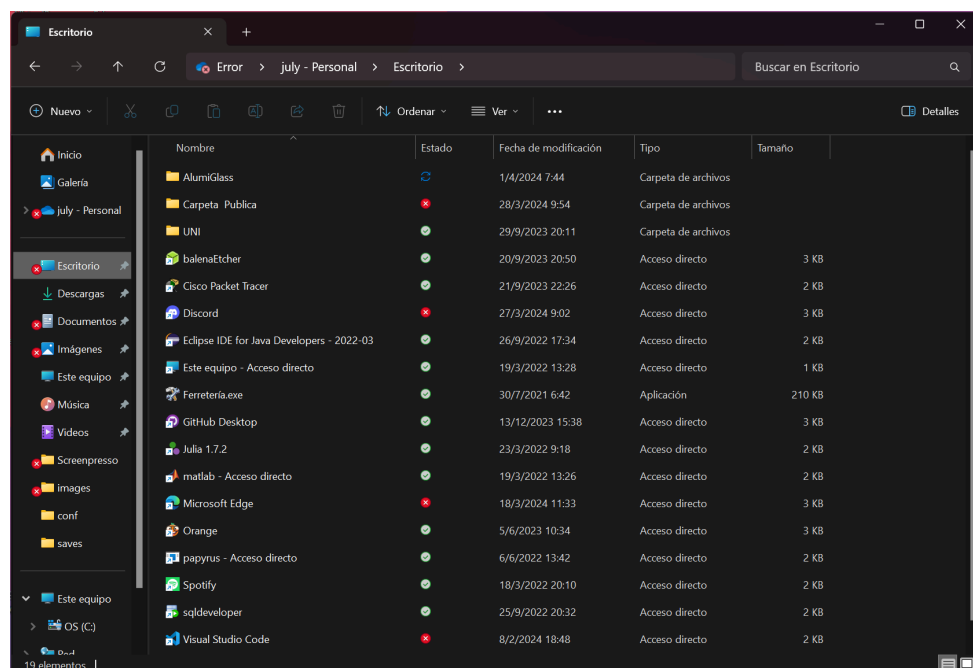 Escritorio
Error > july - Personal > Escritorio >
Buscar en Escritorio
Nuevo
Ordenar
Ver
Detalles
Inicio
Galería
july - Personal
Escritorio
Descargas
Documentos
Imágenes
Este equipo
Música
Videos
Screenpresso
images
conf
saves
Este equipo
OS (C:)
Red
Nombre Estado Fecha de modificación Tipo Tamaño
AlumiGlass 1/4/2024 7:44 Carpeta de archivos
Carpeta Publica 28/3/2024 9:54 Carpeta de archivos
UNI 29/9/2023 20:11 Carpeta de archivos
balenaEtcher 20/9/2023 20:50 Acceso directo 3 KB
Cisco Packet Tracer 21/9/2023 22:26 Acceso directo 2 KB
Discord 27/3/2024 9:02 Acceso directo 3 KB
Eclipse IDE for Java Developers - 2022-03 26/9/2022 17:34 Acceso directo 2 KB
Este equipo - Acceso directo 19/3/2022 13:28 Acceso directo 1 KB
Ferretería.exe 30/7/2021 6:42 Aplicación 210 KB
GitHub Desktop 13/12/2023 15:38 Acceso directo 3 KB
Julia 1.7.2 23/3/2022 9:18 Acceso directo 2 KB
matlab - Acceso directo 19/3/2022 13:26 Acceso directo 2 KB
Microsoft Edge 18/3/2024 11:33 Acceso directo 3 KB
Orange 5/6/2023 10:34 Acceso directo 3 KB
papyrus - Acceso directo 6/6/2022 13:42 Acceso directo 2 KB
Spotify 18/3/2022 20:10 Acceso directo 2 KB
sqldeveloper 25/9/2022 20:32 Acceso directo 2 KB
Visual Studio Code 8/2/2024 18:48 Acceso directo 2 KB
19 elementos